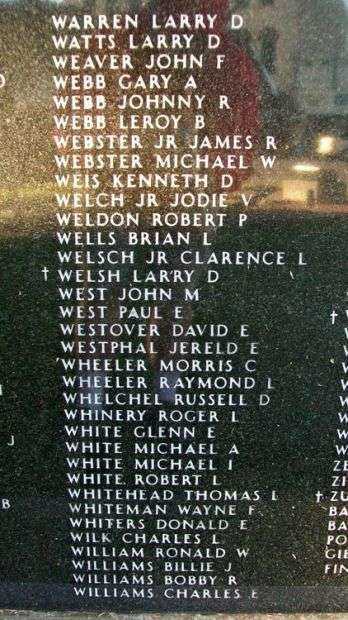 WARREN LARRY D
WATTS LARRY D
WEAVER JOHN F
WEBB GARY A
WEBB JOHNNY R
WEBB LEROY B
WEBSTER JR JAMES R
WEBSTER MICHAEL W
WEIS KENNETH D
WELCH JR JODIE V
WELDON ROBERT P
WELLS BRIAN L
WELSCH JR CLARENCE L
† WELSH LARRY D
WEST JOHN M
WEST PAUL E
WESTOVER DAVID E
WESTPHAL JERELD E
WHEELER MORRIS C
WHEELER RAYMOND L
WHELCHEL RUSSELL D
WHINERY ROGER L
WHITE GLENN E
WHITE MICHAEL A
WHITE MICHAEL I
WHITE ROBERT L
WHITEHEAD THOMAS L
WHITEMAN WAYNE F
WHITERS DONALD E
WILK CHARLES L
WILLIAM RONALD W
WILLIAMS BILLIE J
WILLIAMS BOBBY R
WILLIAMS CHARLES E